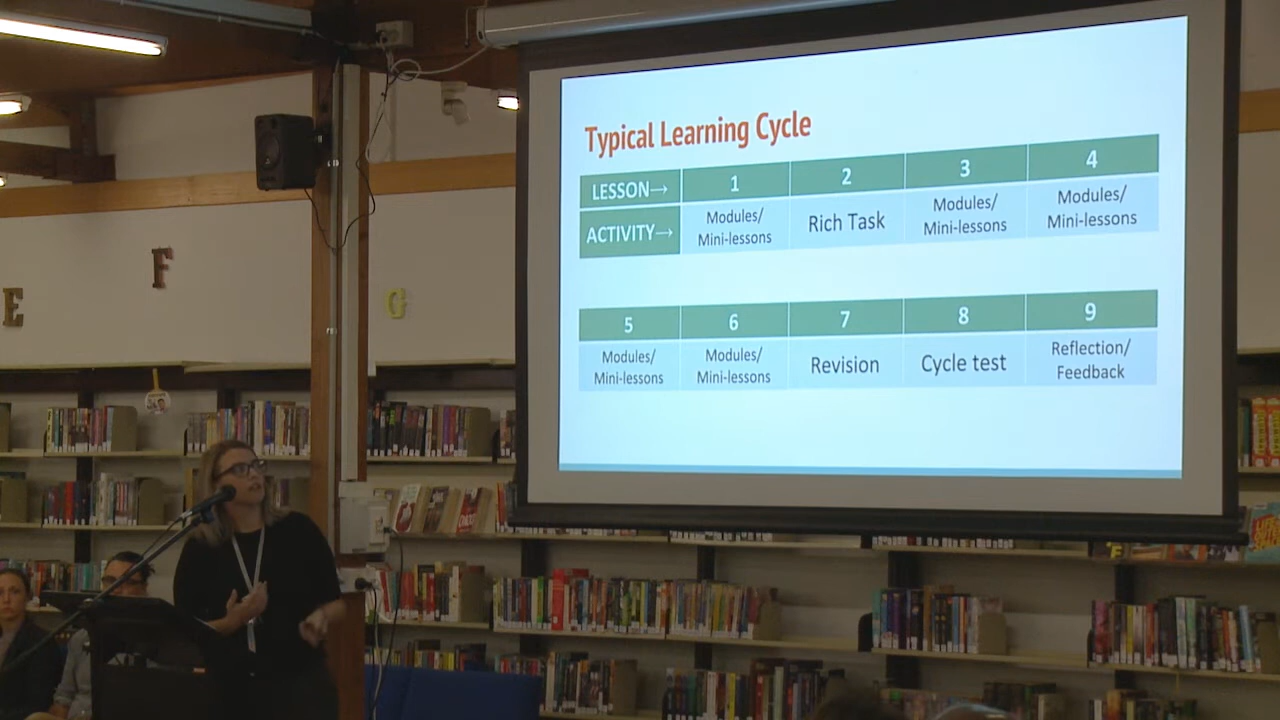 Typical Learning Cycle
LESSON→ 1 2 3 4
ACTIVITY→ Modules/ Mini-lessons Rich Task Modules/ Mini-lessons Modules/ Mini-lessons
5 6 7 8 9
Modules/ Mini-lessons Modules/ Mini-lessons Revision Cycle test Reflection/ Feedback
E
F
G